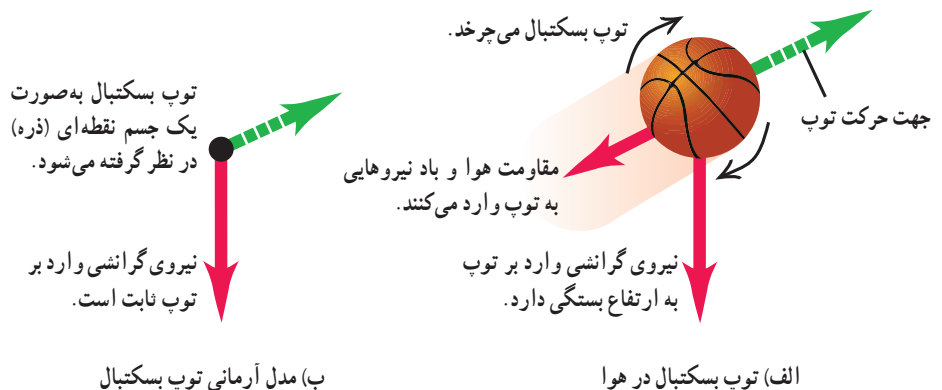 توپ بسکتبال می‌چرخد.
جهت حرکت توپ
مقاومت هوا و باد نیروهایی
به توپ وارد می‌کنند.
نیروی گرانشی وارد بر توپ
به ارتفاع بستگی دارد.
الف) توپ بسکتبال در هوا
توپ بسکتبال به‌صورت
یک جسم نقطه‌ای (ذره)
در نظر گرفته می‌شود.
نیروی گرانشی وارد بر
توپ ثابت است.
ب) مدل آرمانی توپ بسکتبال